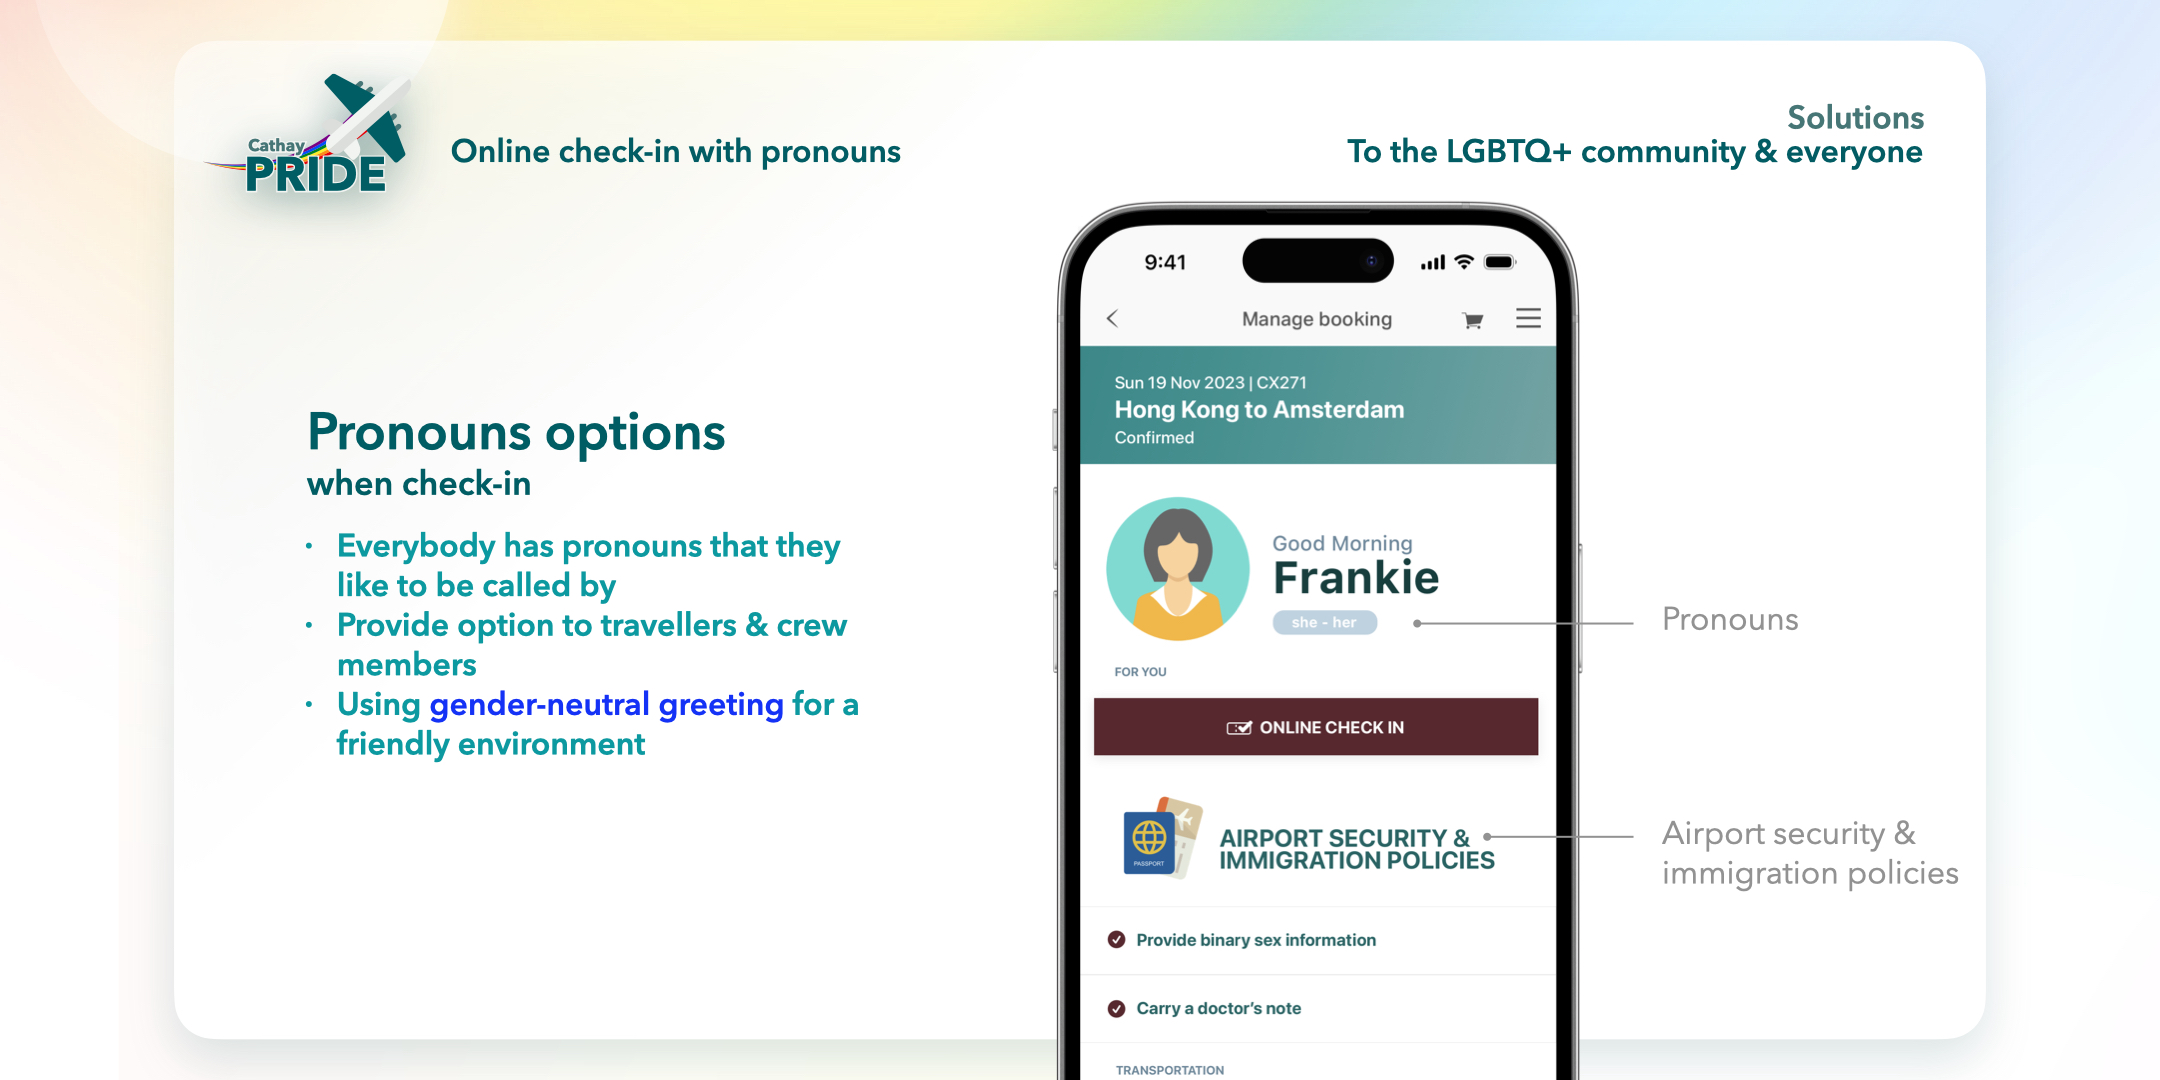 Cathay
PRIDE
Online check-in with pronouns
Solutions
To the LGBTQ+ community & everyone
Pronouns options
when check-in
• Everybody has pronouns that they
like to be called by
• Provide option to travellers & crew
members
• Using gender-neutral greeting for a
friendly environment
9:41
Manage booking
Sun 19 Nov 2023 | CX271
Hong Kong to Amsterdam
Confirmed
Good Morning
Frankie
she - her
Pronouns
FOR YOU
ONLINE CHECK IN
PASSPORT
AIRPORT SECURITY &
IMMIGRATION POLICIES
Airport security &
immigration policies
Provide binary sex information
Carry a doctor's note
TRANSPORTATION